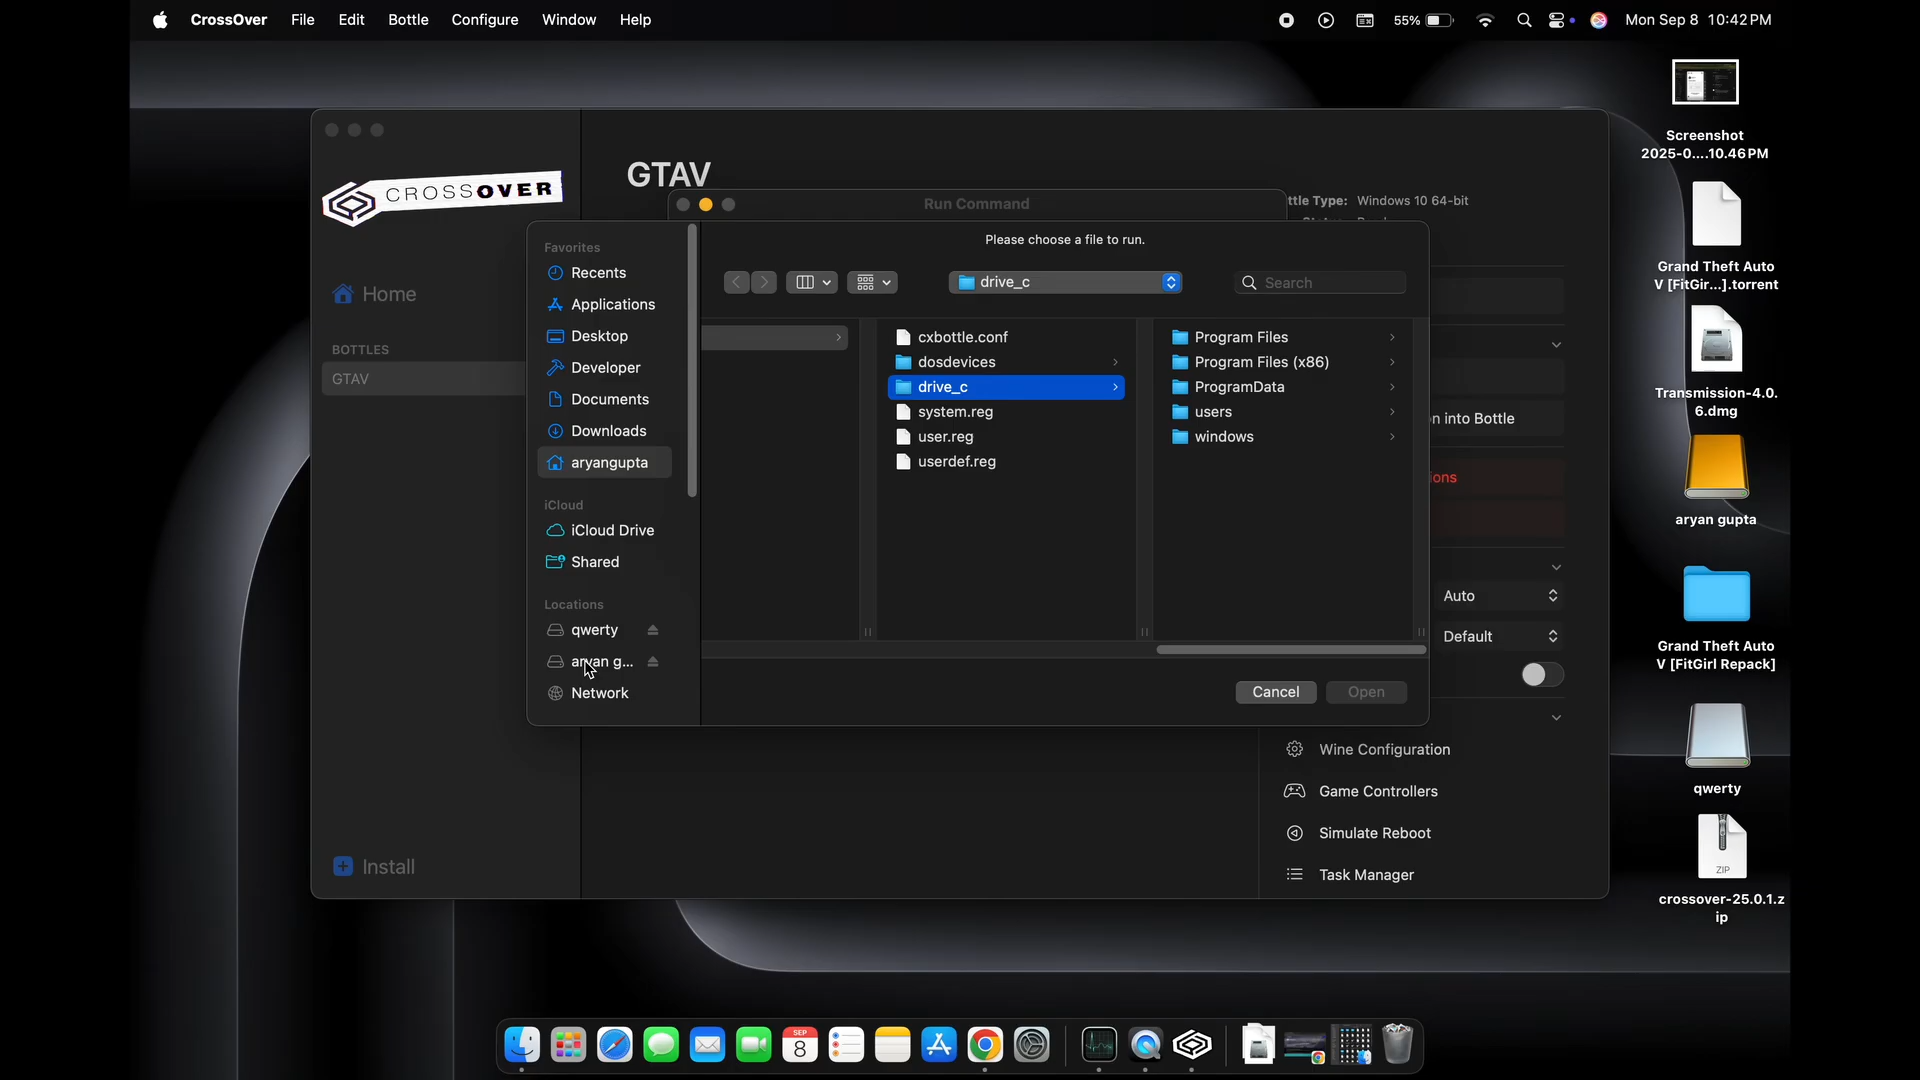 CrossOver File Edit Bottle Configure Window Help
55% Mon Sep 8 10:42 PM
Screenshot
2025-0....10.46 PM
Grand Theft Auto
V [FitGir...].torrent
Transmission-4.0.
6.dmg
aryan gupta
Grand Theft Auto
V [FitGirl Repack]
qwerty
ZIP
crossover-25.0.1.z
ip
CROSSOVER
Home
BOTTLES
GTAV
Install
GTAV
ttle Type: Windows 10 64-bit
Run Command
Please choose a file to run.
Favorites
Recents
Applications
Desktop
Developer
Documents
Downloads
aryangupta
iCloud
iCloud Drive
Shared
Locations
qwerty
aryan g...
Network
drive_c
Search
cxbottle.conf
dosdevices
drive_c
system.reg
user.reg
userdef.reg
Program Files
Program Files (x86)
ProgramData
users
windows
Cancel Open
n into Bottle
ions
Auto
Default
Wine Configuration
Game Controllers
Simulate Reboot
Task Manager
SEP
8